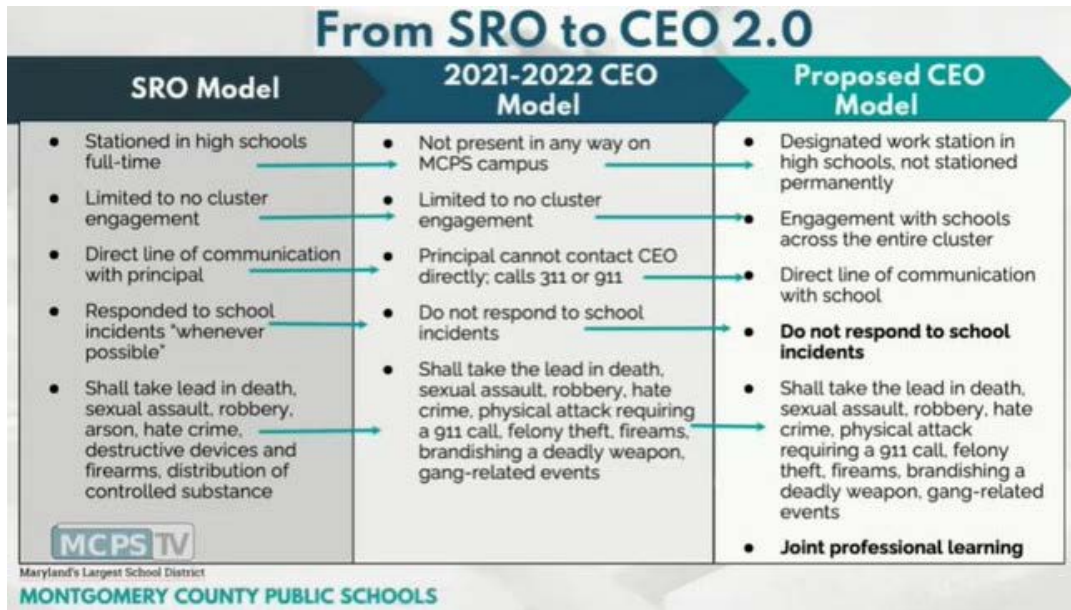 From SRO to CEO 2.0
SRO Model
● Stationed in high schools
full-time
● Limited to no cluster
engagement
● Direct line of communication
with principal
● Responded to school
incidents "whenever
possible"
● Shall take lead in death,
sexual assault, robbery,
arson, hate crime,
destructive devices and
firearms, distribution of
controlled substance
2021-2022 CEO
Model
● Not present in any way on
MCPS campus
● Limited to no cluster
engagement
● Principal cannot contact CEO
directly; calls 311 or 911
● Do not respond to school
incidents
● Shall take the lead in death,
sexual assault, robbery, hate
crime, physical attack requiring
a 911 call, felony theft, fireams,
brandishing a deadly weapon,
gang-related events
Proposed CEO
Model
● Designated work station in
high schools, not stationed
permanently
● Engagement with schools
across the entire cluster
● Direct line of communication
with school
● Do not respond to school
incidents
● Shall take the lead in death,
sexual assault, robbery, hate
crime, physical attack
requiring a 911 call, felony
theft, fireams, brandishing a
deadly weapon, gang-related
events
● Joint professional learning
MCPS TV
Maryland's Largest School District
MONTGOMERY COUNTY PUBLIC SCHOOLS